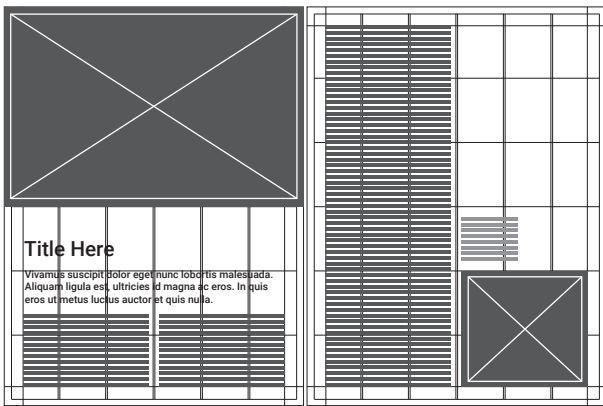 Title Here
Vivamus suscipit dolor eget nunc lobortis malesuada.
Aliquam ligula est, ultricies id magna ac eros. In quis
eros ut metus luctus auctor et quis nulla.